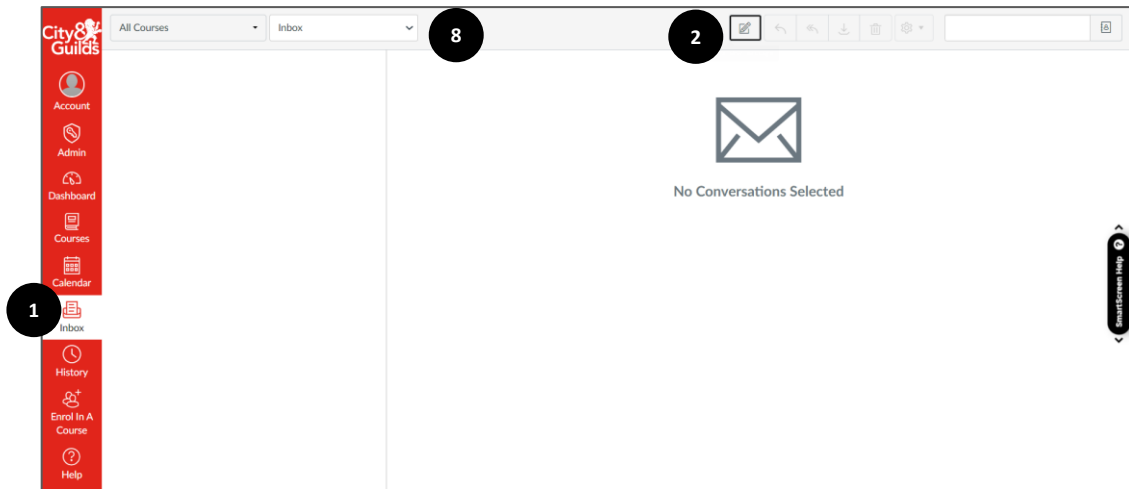 City&
Guilds
All Courses
Inbox
8
2
Account
Admin
Dashboard
Courses
Calendar
1
Inbox
History
Enrol In A
Course
Help
No Conversations Selected
SmartScreen Help ?